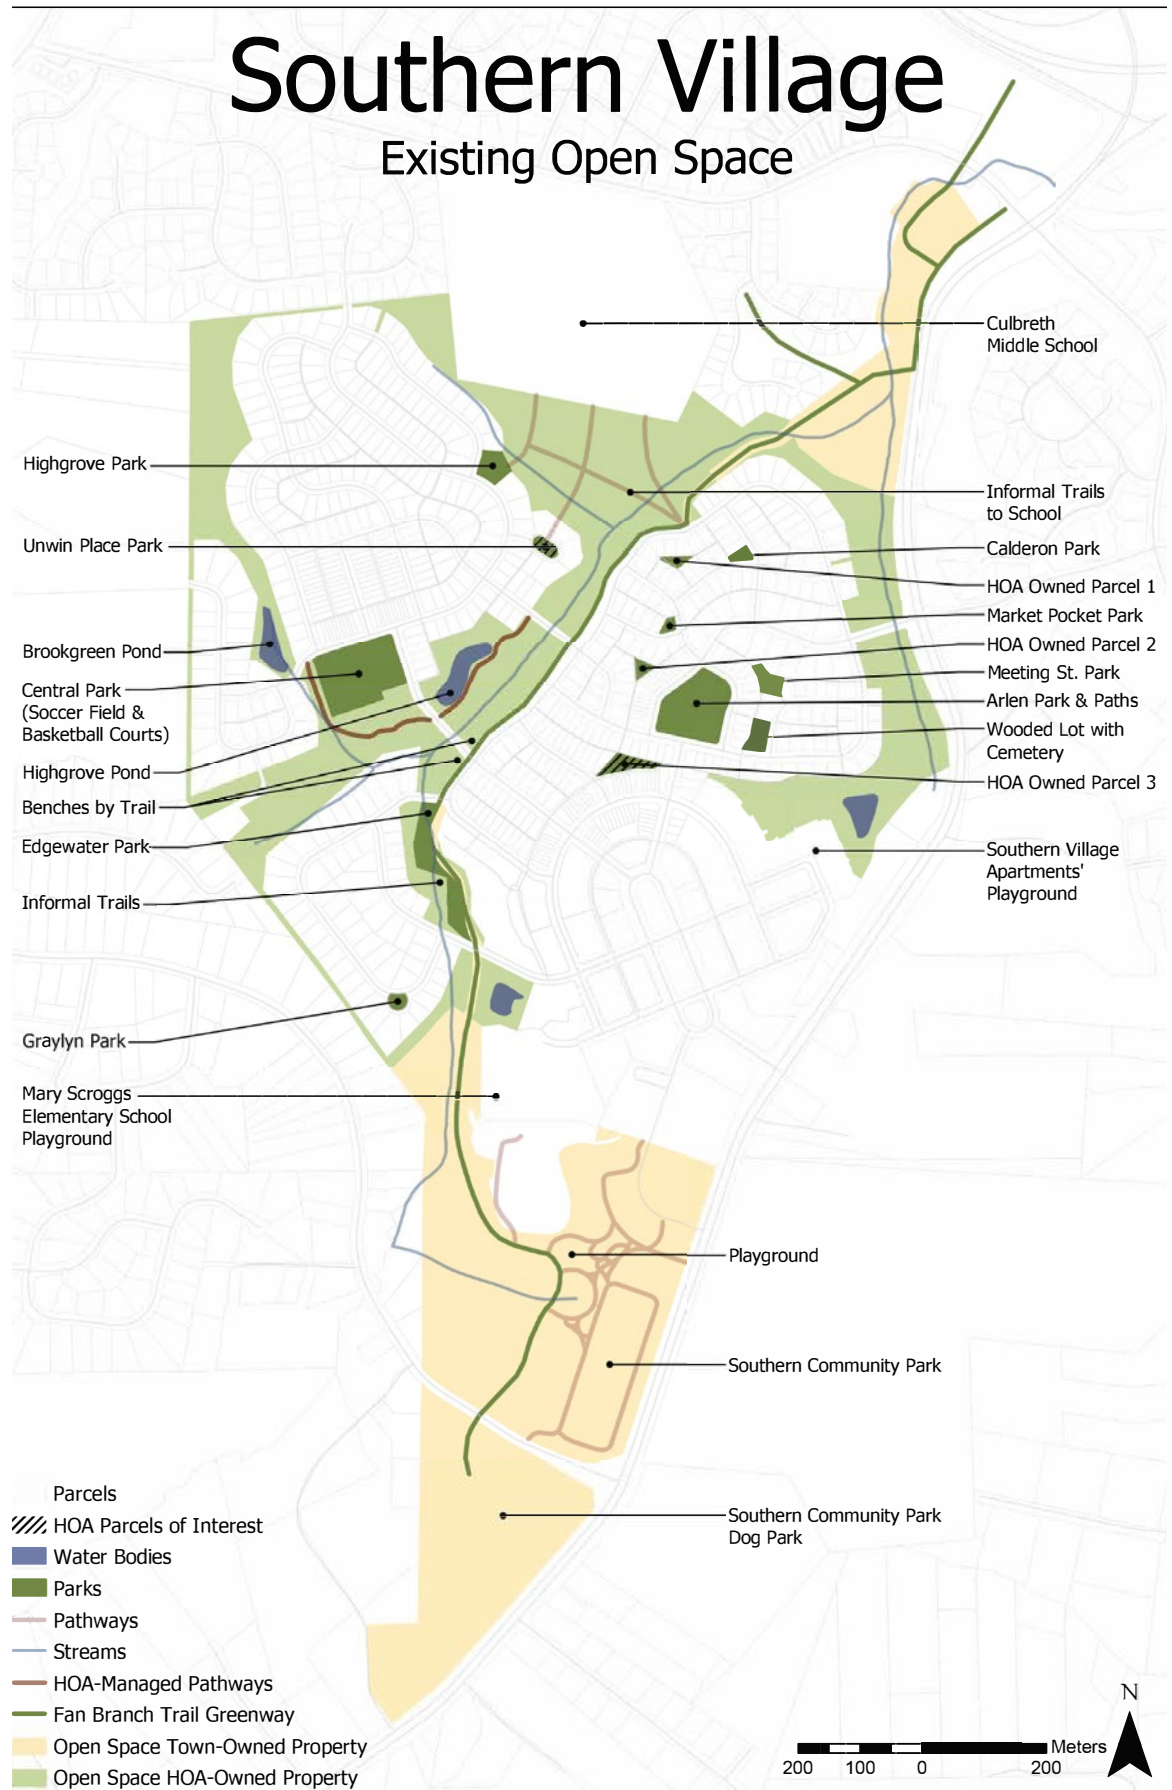 Southern Village
Existing Open Space
Culbreth
Middle School
Highgrove Park
Informal Trails
to School
Unwin Place Park
Calderon Park
HOA Owned Parcel 1
Market Pocket Park
HOA Owned Parcel 2
Brookgreen Pond
Meeting St. Park
Central Park
(Soccer Field &
Basketball Courts)
Arlen Park & Paths
Wooded Lot with
Cemetery
Highgrove Pond
HOA Owned Parcel 3
Benches by Trail
Edgewater Park
Southern Village
Apartments'
Playground
Informal Trails
Graylyn Park
Mary Scroggs
Elementary School
Playground
Playground
Southern Community Park
Southern Community Park
Dog Park
Parcels
HOA Parcels of Interest
Water Bodies
Parks
Pathways
Streams
HOA-Managed Pathways
Fan Branch Trail Greenway
Open Space Town-Owned Property
Open Space HOA-Owned Property
N
Meters
200 100 0 200